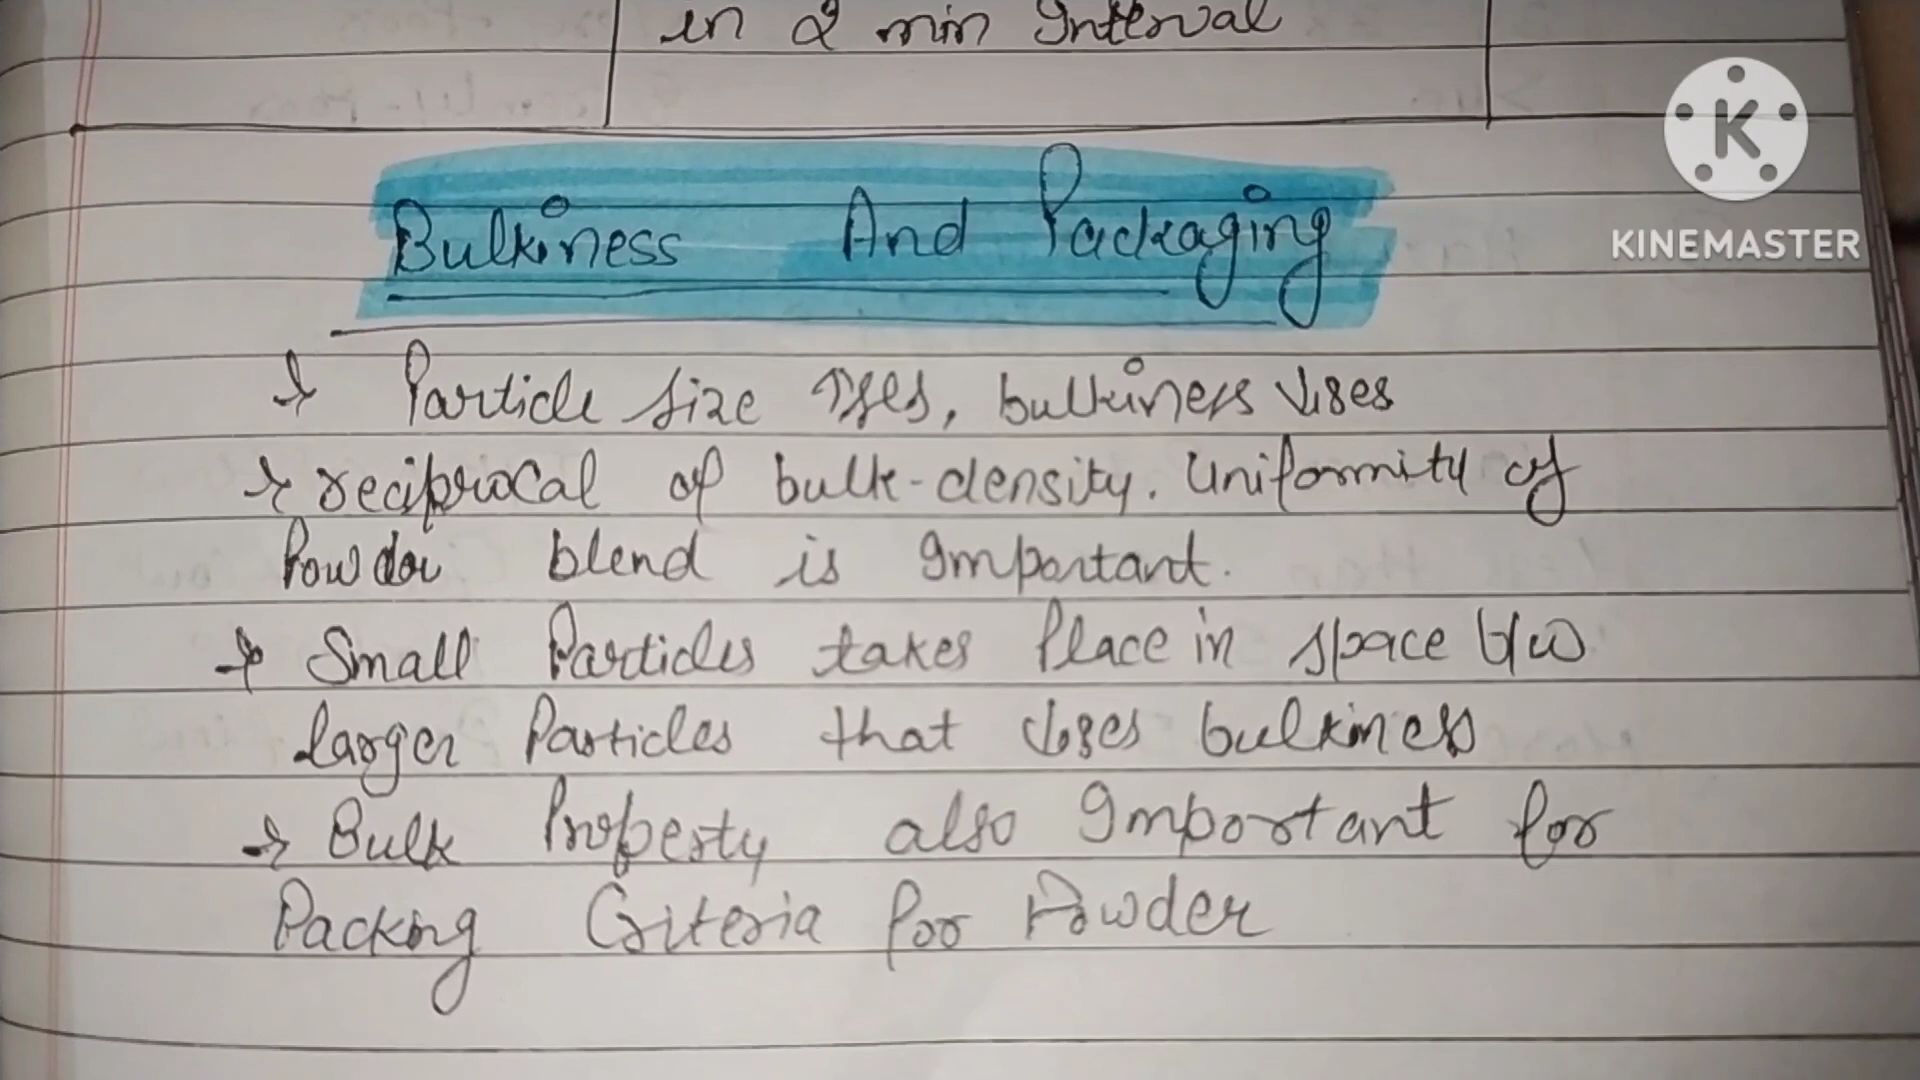 in 2 min Interval
Bulkiness And Packaging
→ Particle size ↑ses, bulkiness ↓ses
→ reciprocal of bulk-density. Uniformity of
Powder blend is Important.
→ Small Particles takes Place in space b/w
larger Particles that ↓ses bulkiness
→ Bulk Property also Important for
Packing Criteria for Powder
K
KINEMASTER